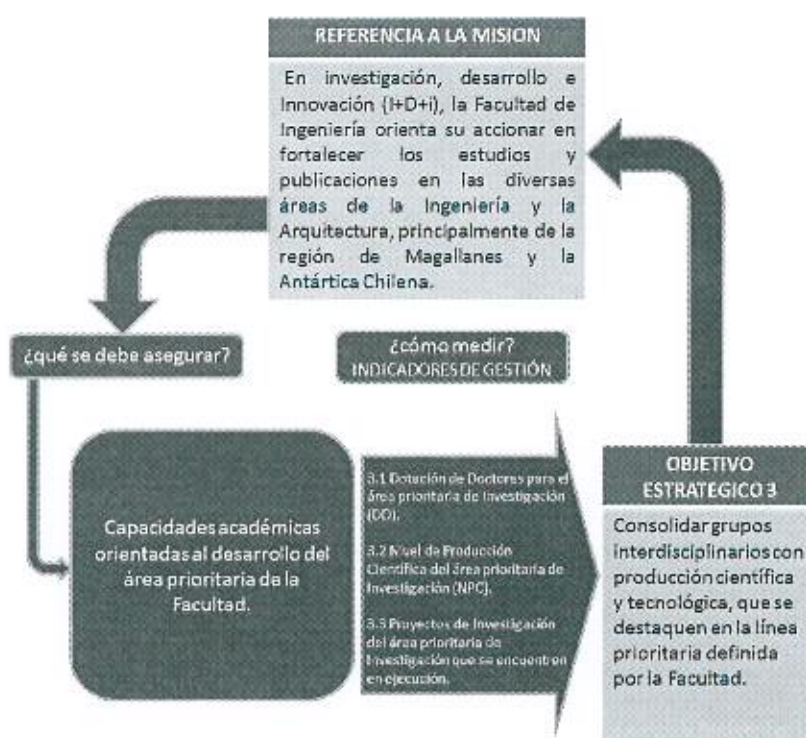 REFERENCIA A LA MISION
En investigación, desarrollo e
Innovación (I+D+i), la Facultad de
Ingeniería orienta su accionar en
fortalecer los estudios y
publicaciones en las diversas
áreas de la Ingeniería y la
Arquitectura, principalmente de la
región de Magallanes y la
Antártica Chilena.
¿qué se debe asegurar?
¿cómo medir?
INDICADORES DE GESTIÓN
Capacidades académicas
orientadas al desarrollo del
área prioritaria de la
Facultad.
3.1 Dotación de Doctores para el
área prioritaria de Investigación
(DD).
3.2 Nivel de Producción
Científica del área prioritaria de
Investigación (NPC).
3.3 Proyectos de Investigación
del área prioritaria de
Investigación que se encuentren
en ejecución.
OBJETIVO
ESTRATEGICO 3
Consolidar grupos
interdisciplinarios con
producción científica
y tecnológica, que se
destaquen en la línea
prioritaria definida
por la Facultad.